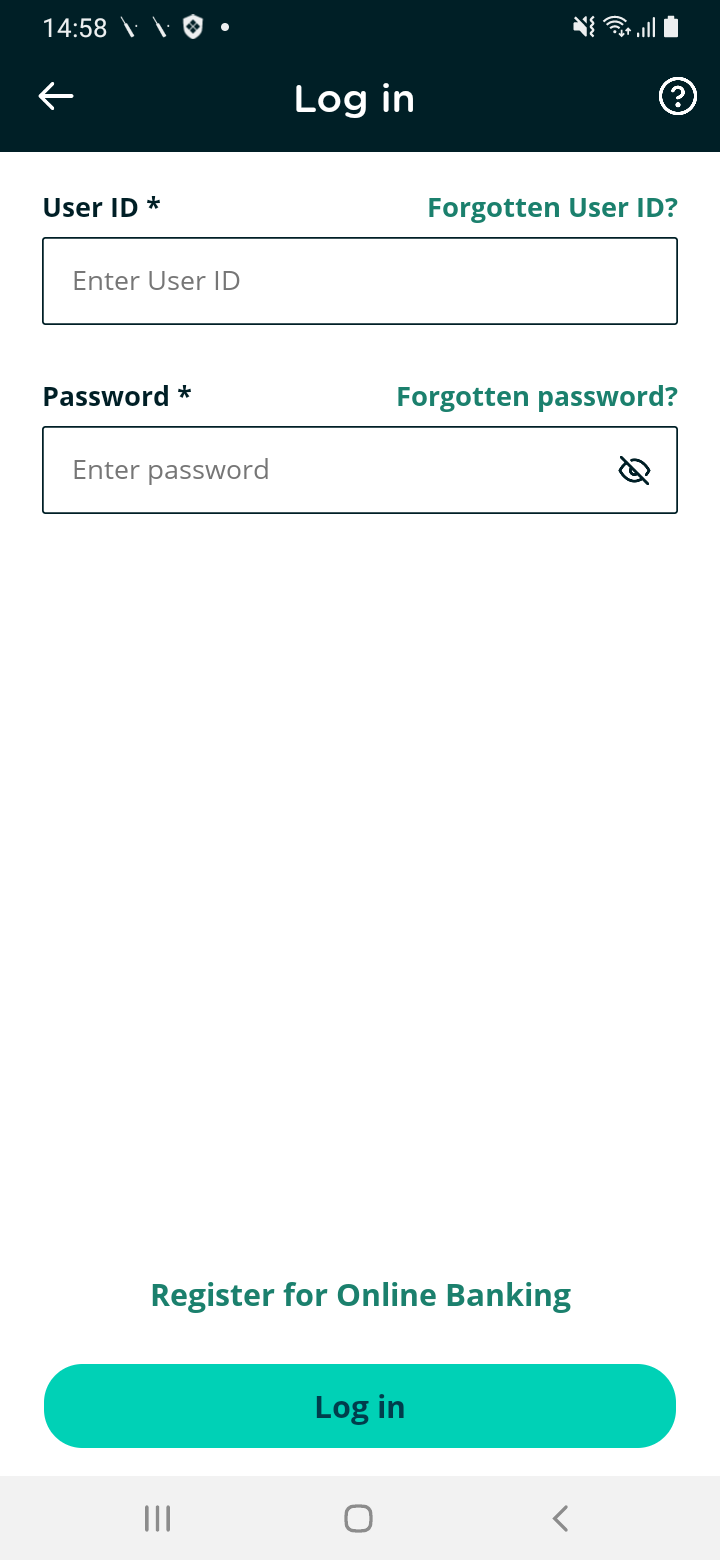 14:58
Log in
User ID *
Forgotten User ID?
Enter User ID
Password *
Forgotten password?
Enter password
Register for Online Banking
Log in